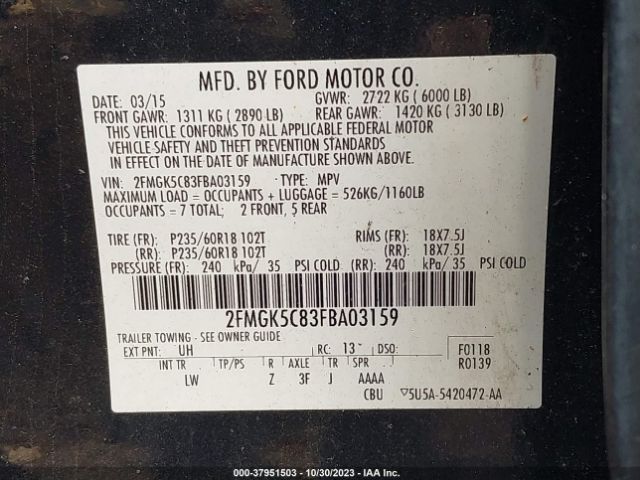 MFD. BY FORD MOTOR CO.
DATE: 03/15 GVWR: 2722 KG ( 6000 LB)
FRONT GAWR: 1311 KG ( 2890 LB) REAR GAWR: 1420 KG ( 3130 LB)
THIS VEHICLE CONFORMS TO ALL APPLICABLE FEDERAL MOTOR
VEHICLE SAFETY AND THEFT PREVENTION STANDARDS
IN EFFECT ON THE DATE OF MANUFACTURE SHOWN ABOVE.
VIN: 2FMGK5C83FBA03159 TYPE: MPV
MAXIMUM LOAD = OCCUPANTS + LUGGAGE = 526KG/1160LB
OCCUPANTS = 7 TOTAL; 2 FRONT, 5 REAR
TIRE (FR): P235/60R18 102T RIMS (FR): 18X7.5J
(RR): P235/60R18 102T (RR): 18X7.5J
PRESSURE (FR): 240 kPa/ 35 PSI COLD (RR): 240 kPa/ 35 PSI COLD
2FMGK5C83FBA03159
TRAILER TOWING - SEE OWNER GUIDE
EXT PNT: UH RC: 13 DSO: F0118
INT TR TP/PS R AXLE TR SPR R0139
LW Z 3F J AAAA
CBU ▽5U5A-5420472-AA
000-37951503 - 10/30/2023 - IAA Inc.